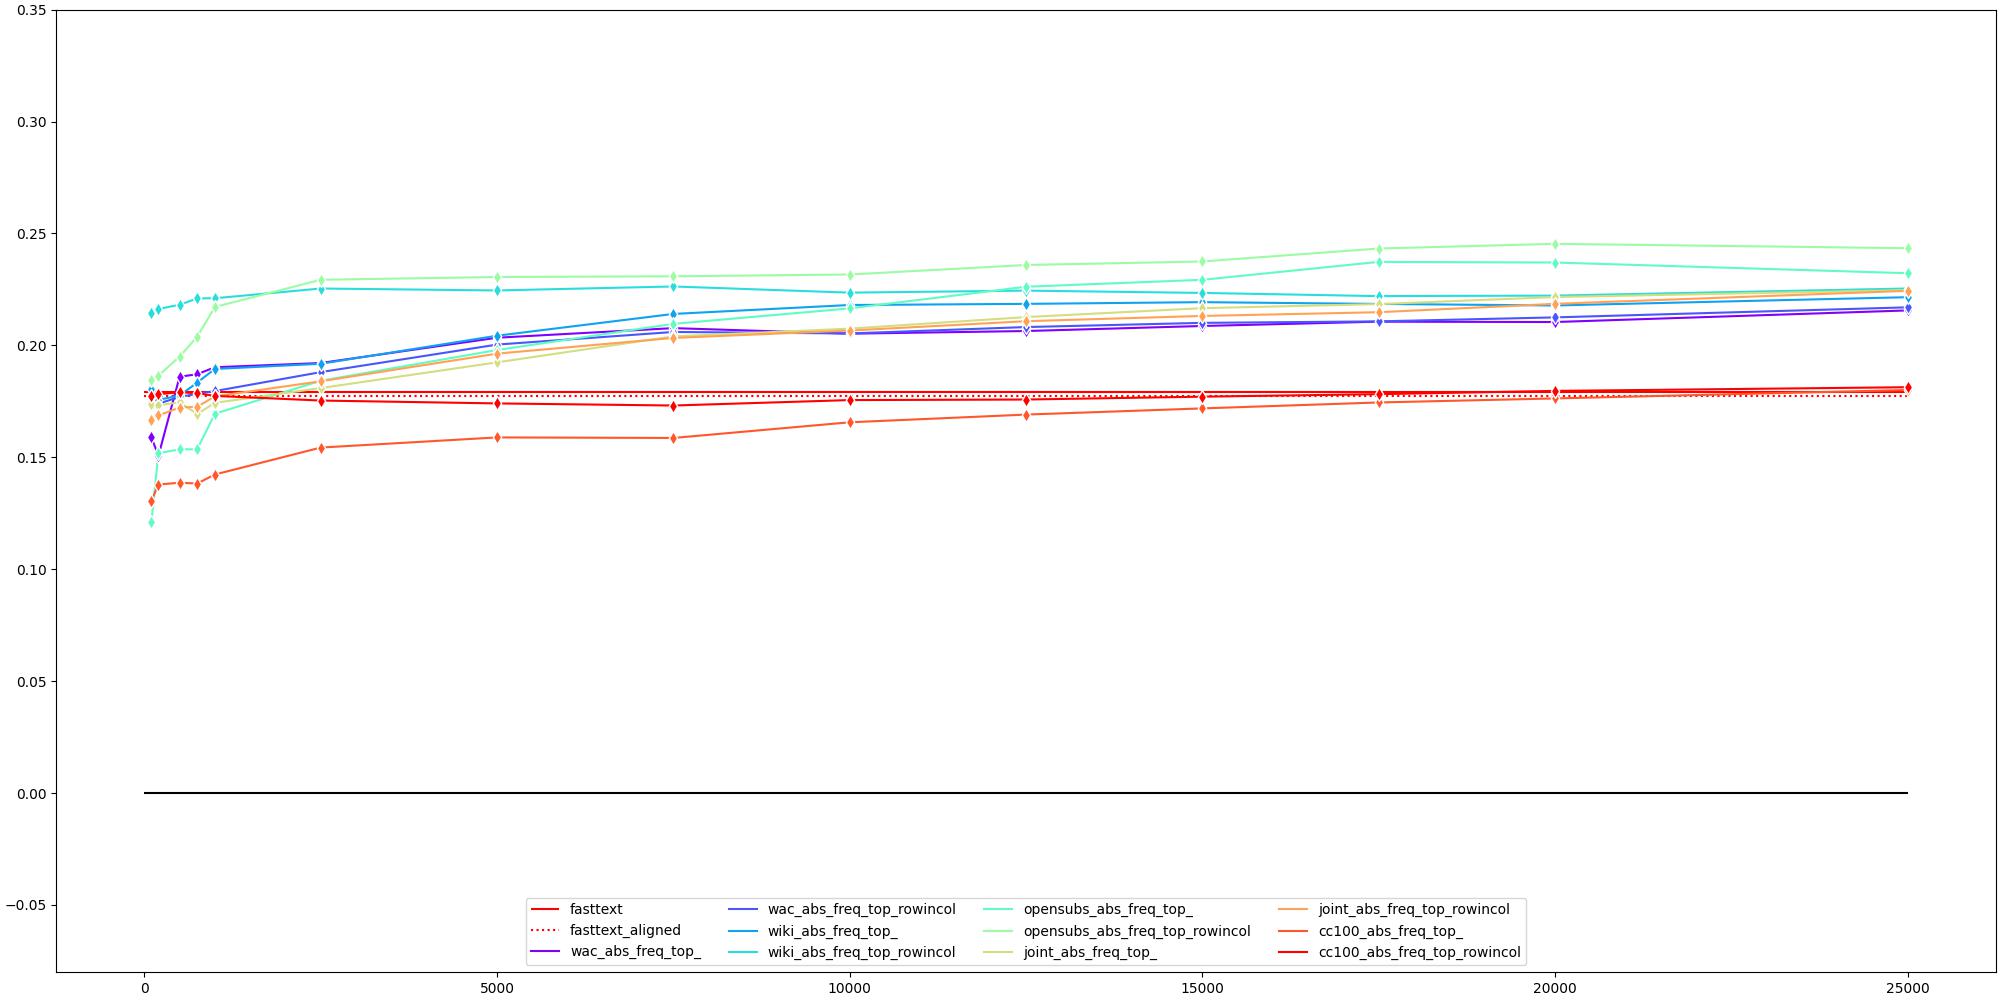 0.35
0.30
0.25
0.20
0.15
0.10
0.05
0.00
−0.05
0 5000 10000 15000 20000 25000
fasttext
fasttext_aligned
wac_abs_freq_top_
wac_abs_freq_top_rowincol
wiki_abs_freq_top_
wiki_abs_freq_top_rowincol
opensubs_abs_freq_top_
opensubs_abs_freq_top_rowincol
joint_abs_freq_top_
joint_abs_freq_top_rowincol
cc100_abs_freq_top_
cc100_abs_freq_top_rowincol